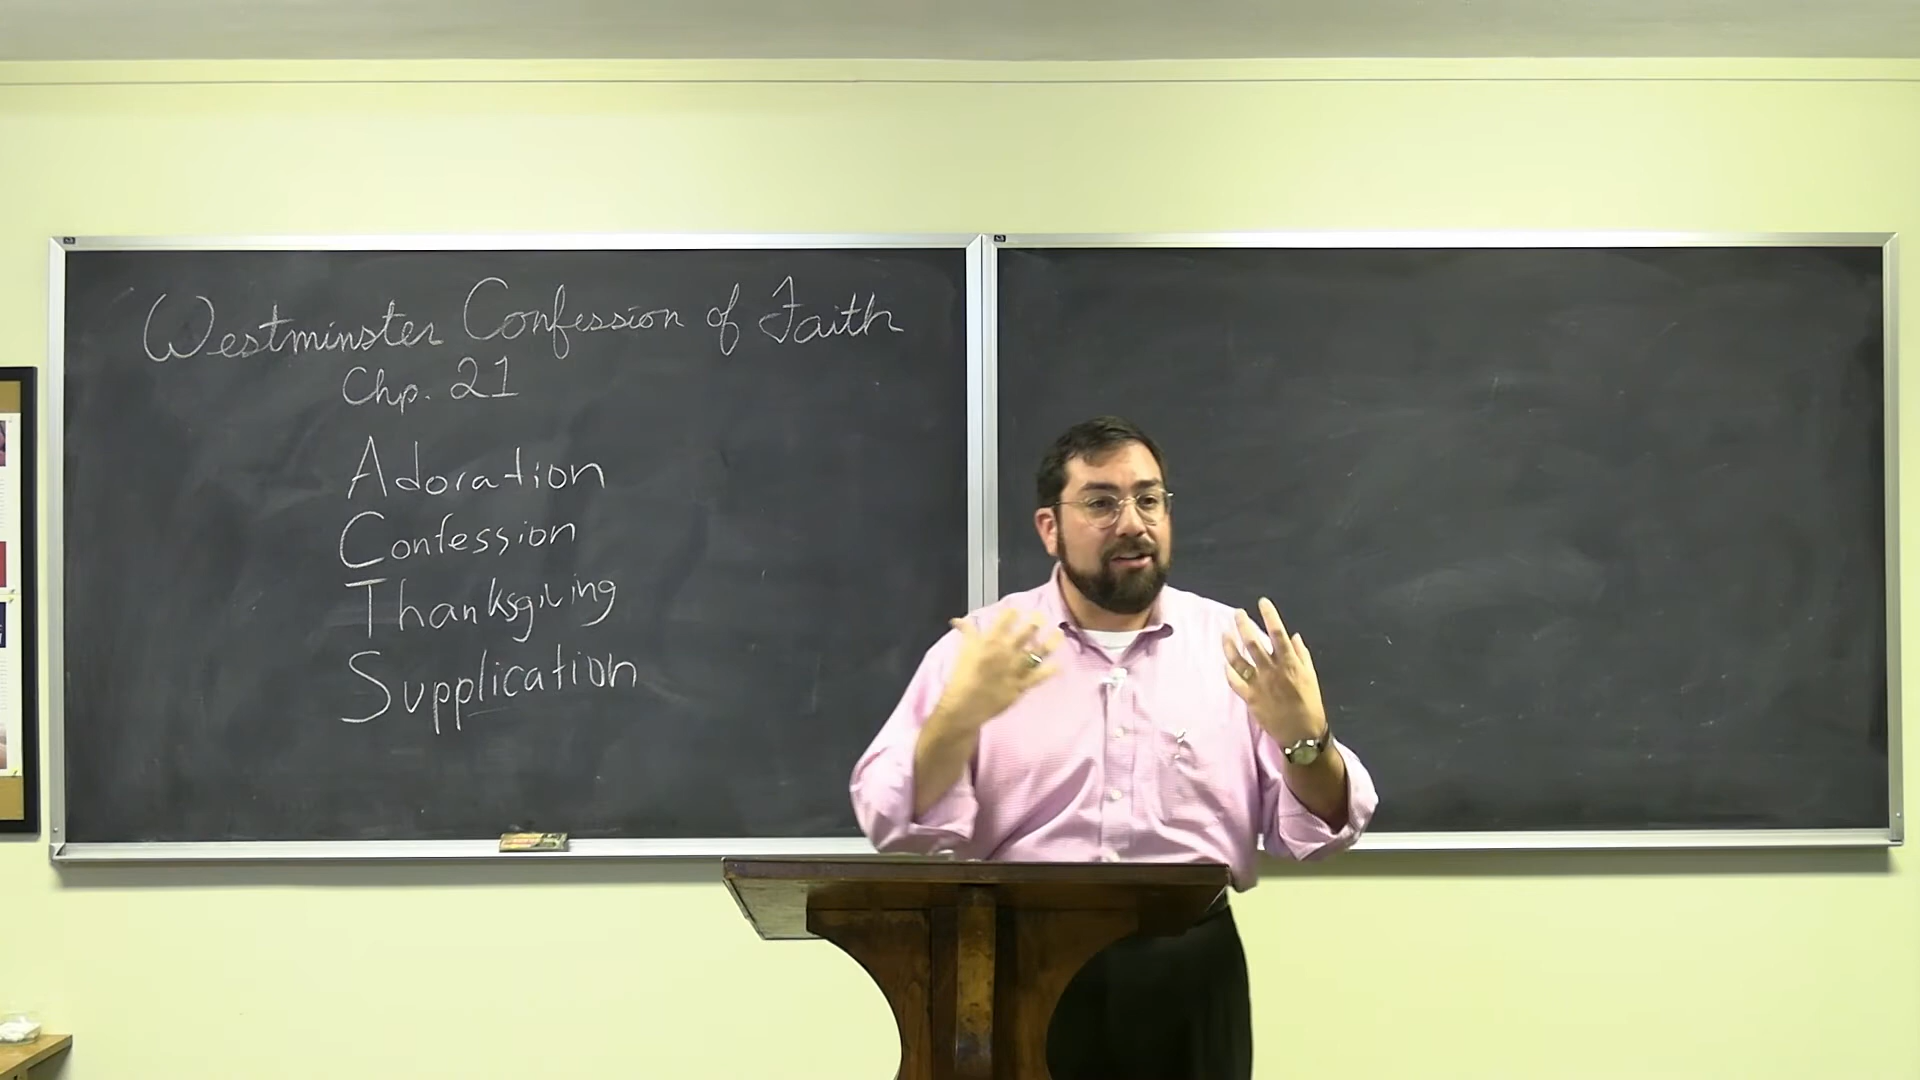 Westminster Confession of Faith
Chp. 21
Adoration
Confession
Thanksgiving
Supplication